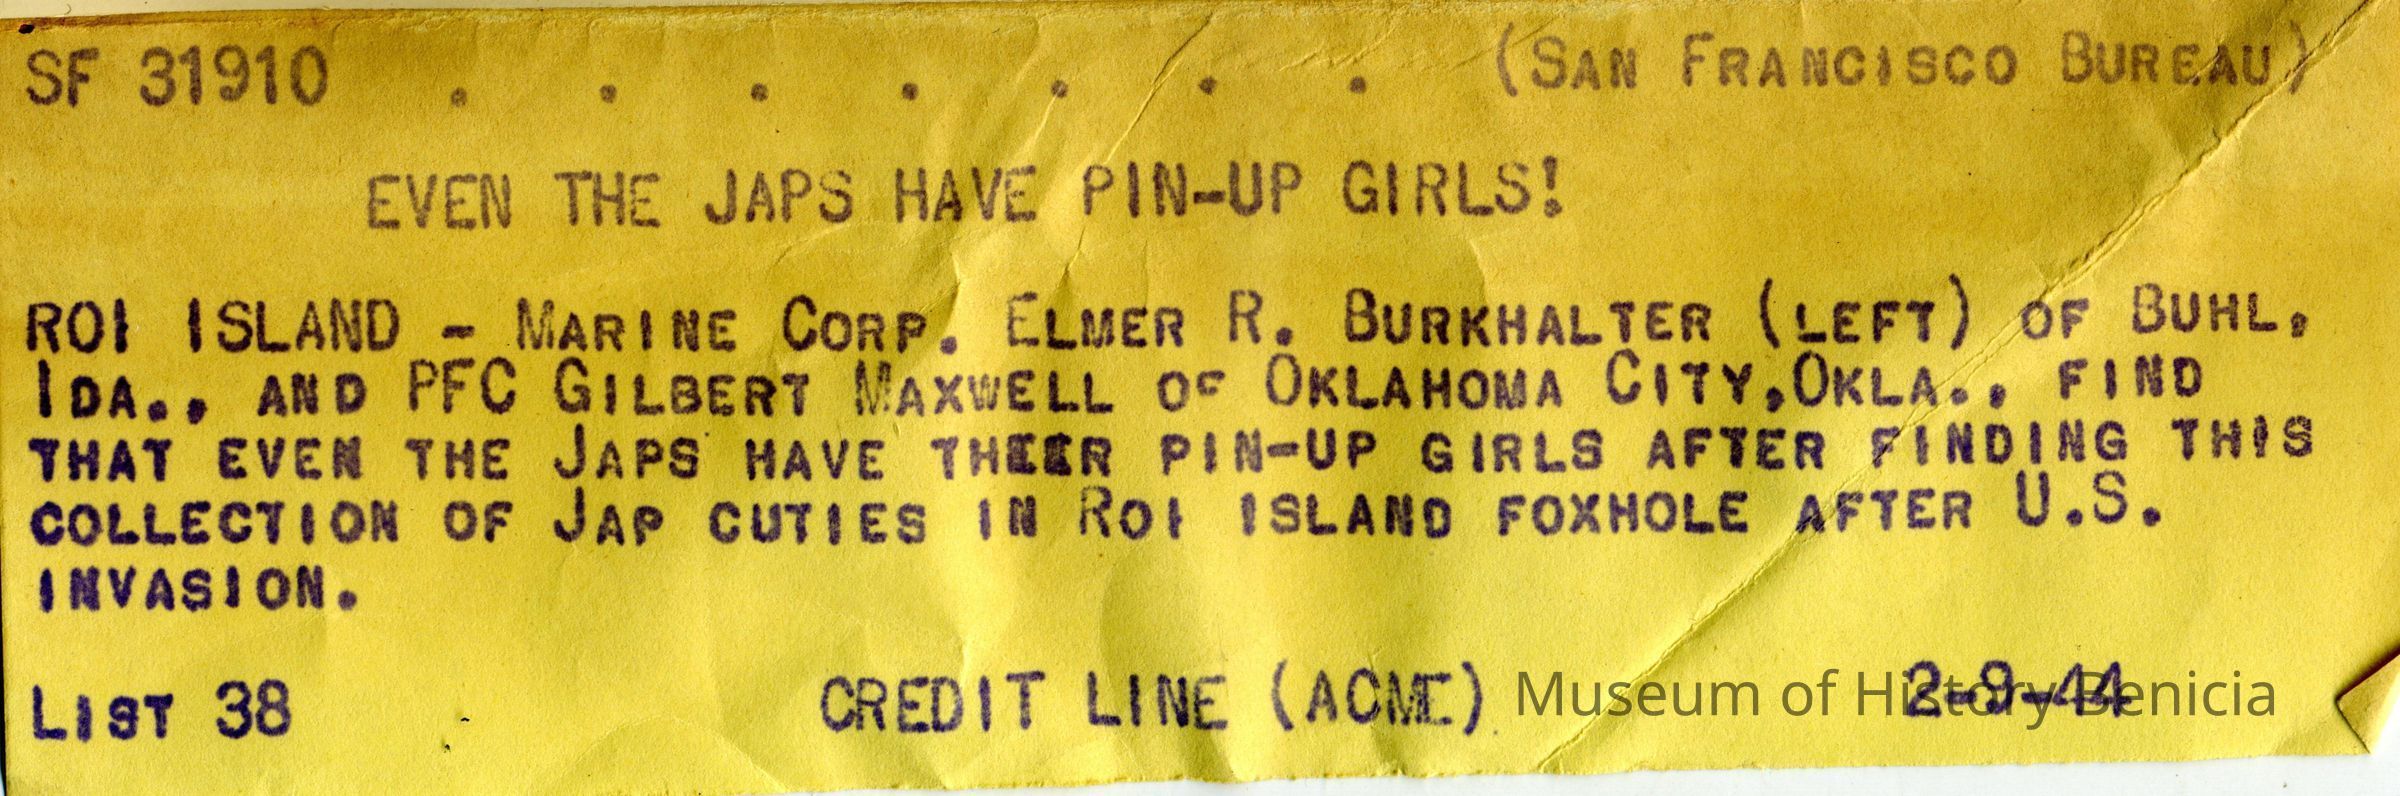 SF 31910 . . . . . . . (San Francisco Bureau)
EVEN THE JAPS HAVE PIN-UP GIRLS!
ROI ISLAND - Marine Corp. Elmer R. Burkhalter (left) of Buhl,
Ida., and PFC Gilbert Maxwell of Oklahoma City,Okla., find
that even the Japs have their pin-up girls after finding this
collection of Jap cuties in Roi island foxhole after U.S.
invasion.
List 38 CREDIT LINE (ACME) 2-9-44
Museum of History Benicia